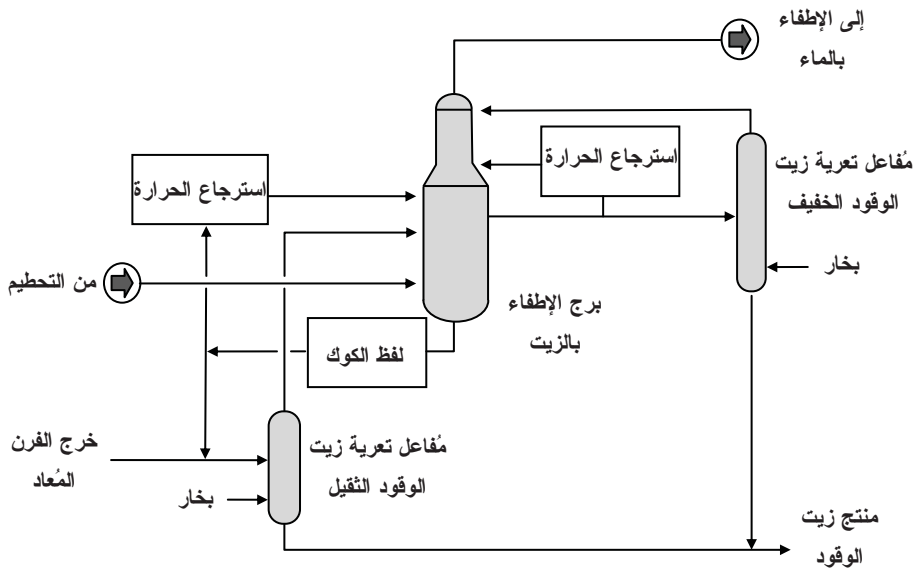 إلى الإطفاء
بالماء
استرجاع الحرارة
مُفاعل تعرية زيت
الوقود الخفيف
استرجاع الحرارة
بخار
من التحطيم
برج الإطفاء
بالزيت
لفظ الكوك
خرج الفرن
المُعاد
مُفاعل تعرية زيت
الوقود الثقيل
بخار
منتج زيت
الوقود